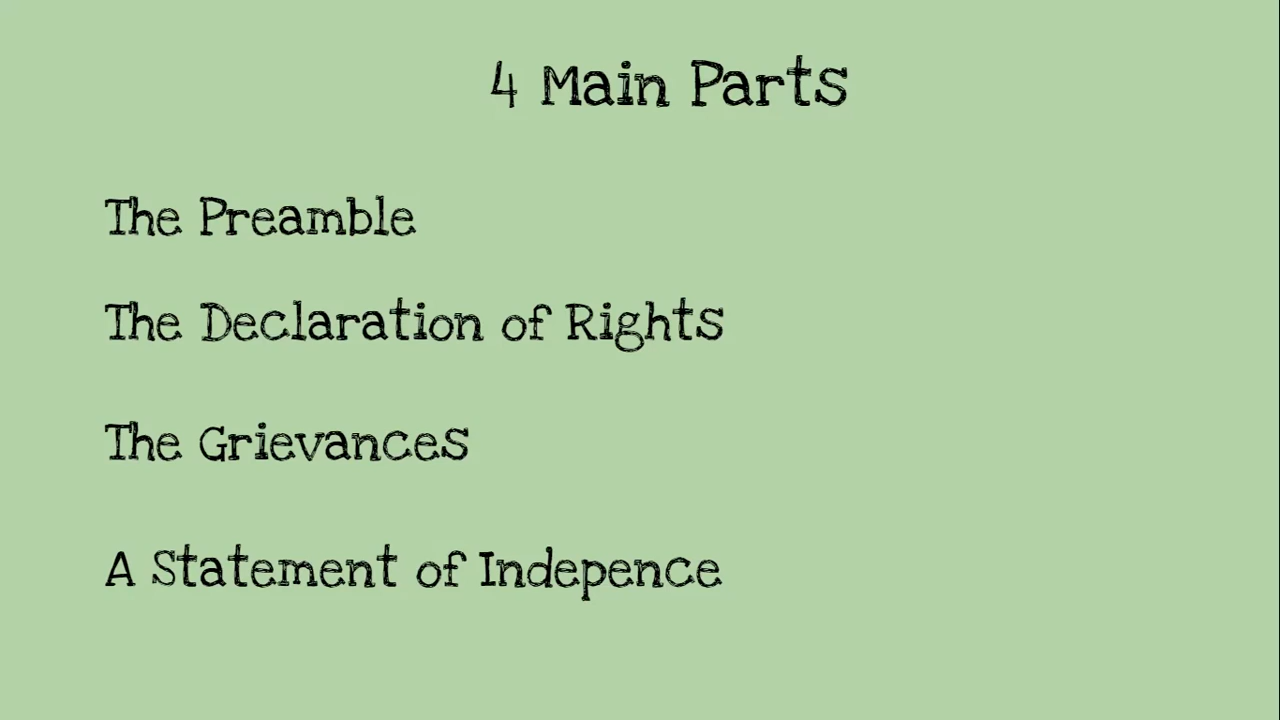 4 Main Parts
The Preamble
The Declaration of Rights
The Grievances
A Statement of Indepence